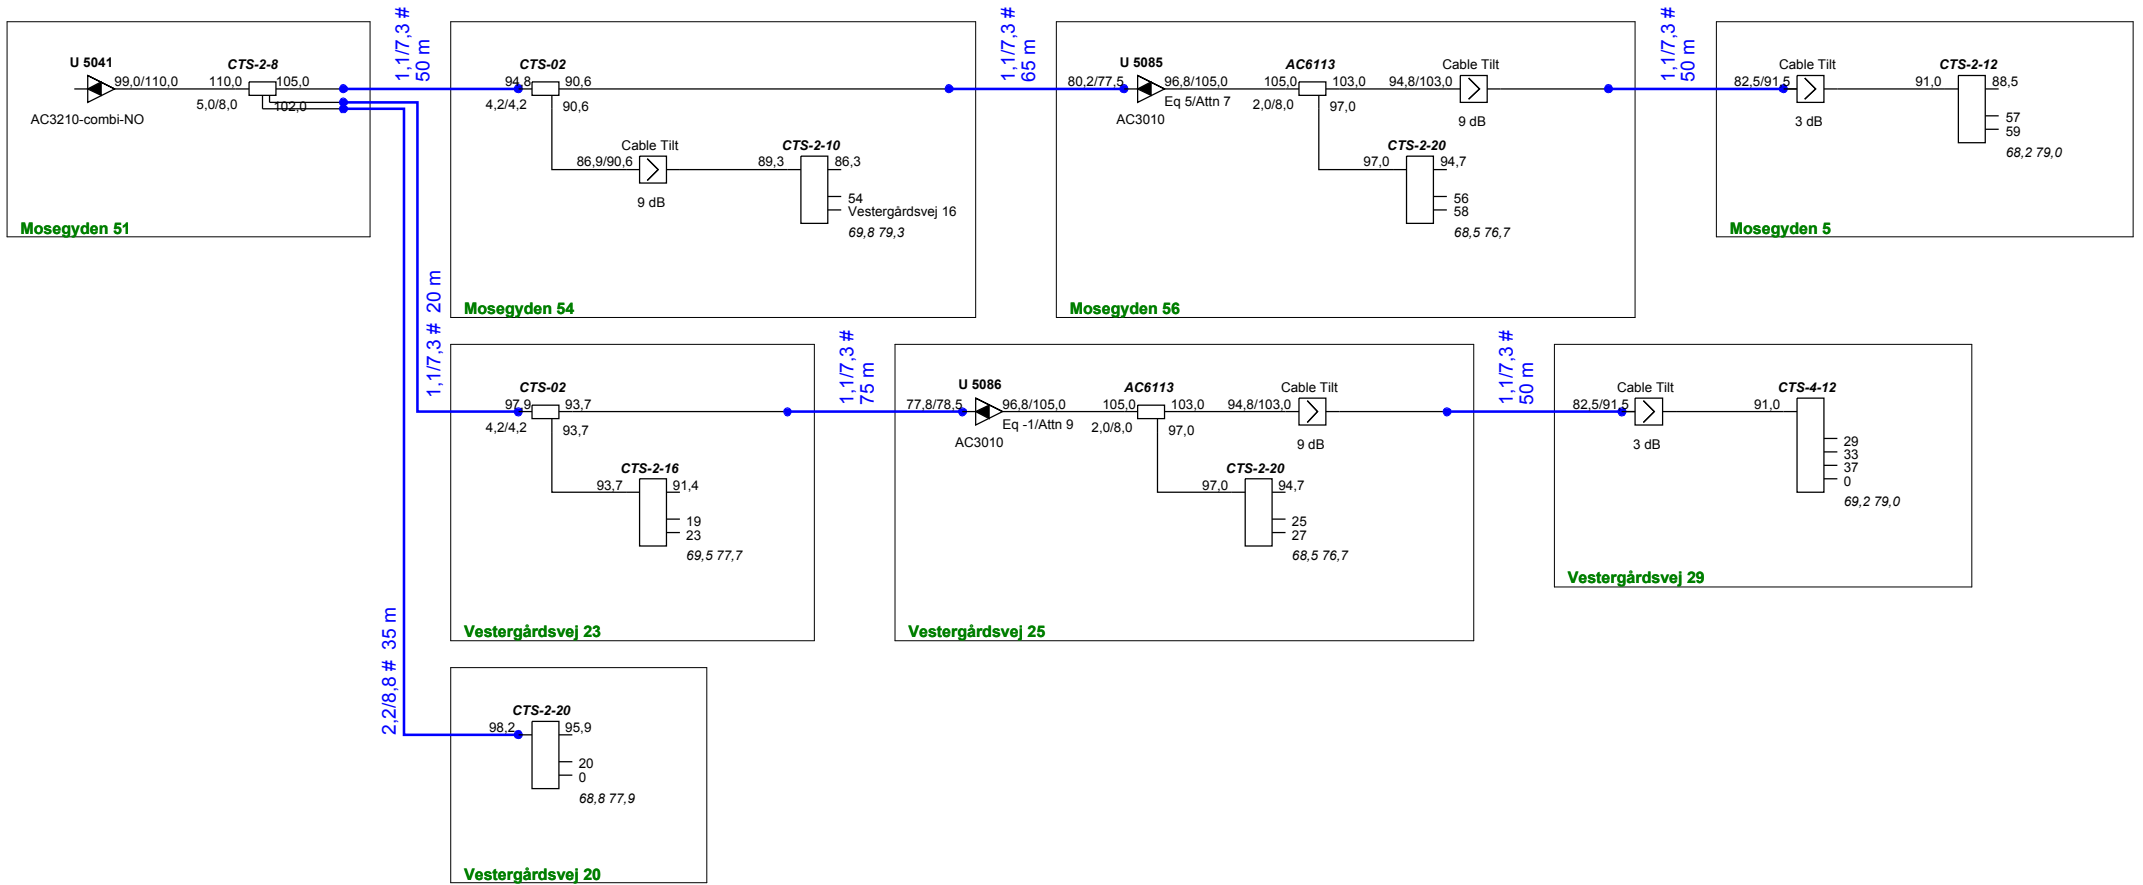 1,1/7,3 #
50 m
1,1/7,3 #
65 m
1,1/7,3 #
50 m
U 5041
CTS-2-8
99,0/110,0
110,0
105,0
5,0/8,0
102,0
AC3210-combi-NO
Mosegyden 51
CTS-02
94,8
90,6
4,2/4,2
90,6
Cable Tilt
CTS-2-10
86,9/90,6
89,3
86,3
9 dB
54
Vestergårdsvej 16
69,8 79,3
Mosegyden 54
U 5085
AC6113
Cable Tilt
80,2/77,5
96,8/105,0
105,0
103,0
94,8/103,0
Eq 5/Attn 7
2,0/8,0
97,0
AC3010
9 dB
CTS-2-20
97,0
94,7
56
58
68,5 76,7
Mosegyden 56
Cable Tilt
CTS-2-12
82,5/91,5
91,0
88,5
3 dB
57
59
68,2 79,0
Mosegyden 5
1,1/7,3 # 20 m
1,1/7,3 #
75 m
1,1/7,3 #
50 m
CTS-02
97,9
93,7
4,2/4,2
93,7
CTS-2-16
93,7
91,4
19
23
69,5 77,7
Vestergårdsvej 23
U 5086
AC6113
Cable Tilt
77,8/78,5
96,8/105,0
105,0
103,0
94,8/103,0
Eq -1/Attn 9
2,0/8,0
97,0
AC3010
9 dB
CTS-2-20
97,0
94,7
25
27
68,5 76,7
Vestergårdsvej 25
Cable Tilt
CTS-4-12
82,5/91,5
91,0
3 dB
29
33
37
0
69,2 79,0
Vestergårdsvej 29
2,2/8,8 # 35 m
CTS-2-20
98,2
95,9
20
0
68,8 77,9
Vestergårdsvej 20